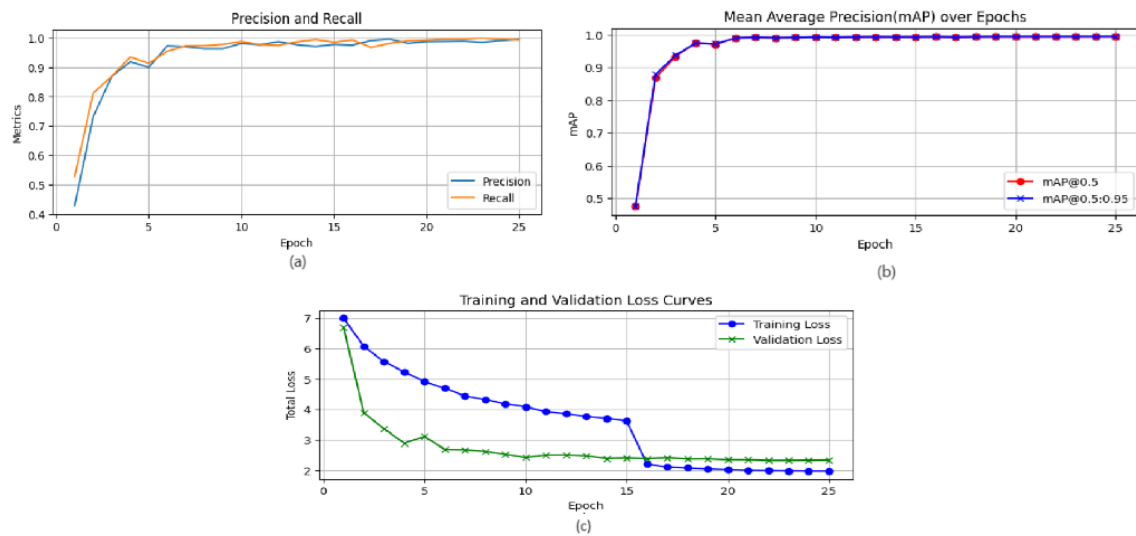 Precision and Recall
1.0
0.9
0.8
0.7
0.6
0.5
0.4
Metrics
Precision
Recall
0
5
10
15
20
25
Epoch
(a)
Mean Average Precision(mAP) over Epochs
1.0
0.9
0.8
0.7
0.6
0.5
mAP
mAP@0.5
mAP@0.5:0.95
0
5
10
15
20
25
Epoch
(b)
Training and Validation Loss Curves
7
6
5
4
3
2
Total Loss
Training Loss
Validation Loss
0
5
10
15
20
25
Epoch
(c)